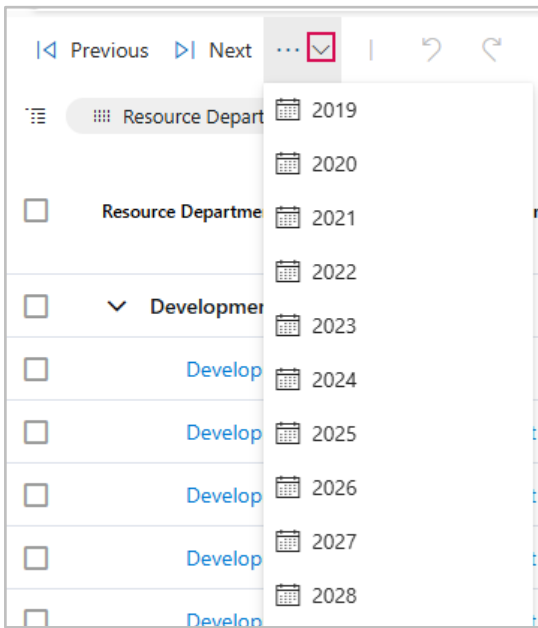 Previous Next ...
Resource Depart
2019
2020
Resource Departme
2021
2022
Developmer
2023
Develop
2024
Develop
2025
Develop
2026
Develop
2027
Develop
2028